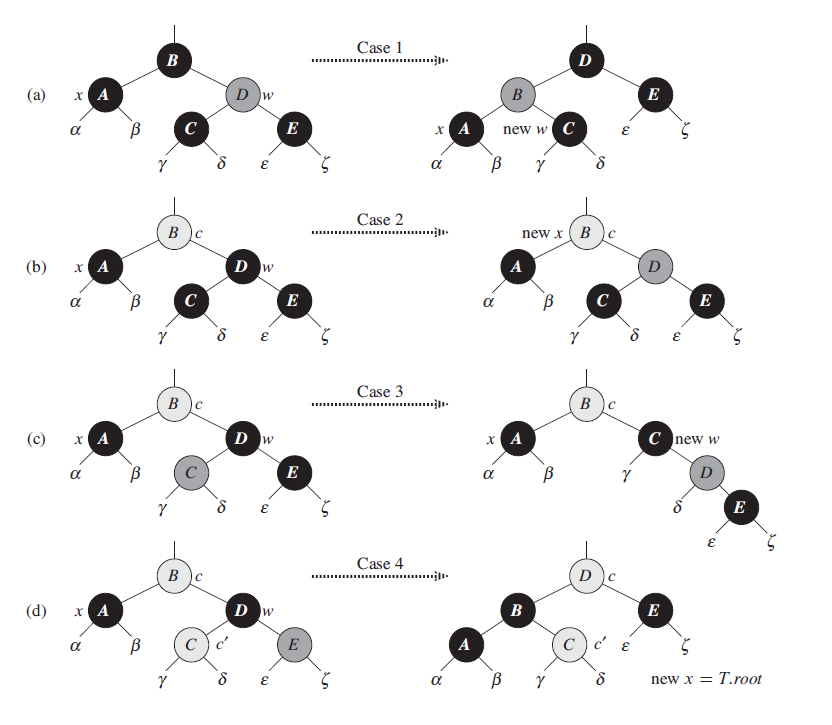 Case 1
B D
(a) x A D w B E
α β C E x A new w C ε ζ
γ δ ε ζ α β γ δ
Case 2
B c new x B c
(b) x A D w A D
α β C E α β C E
γ δ ε ζ γ δ ε ζ
Case 3
B c B c
(c) x A D w x A C new w
α β C E α β γ D
γ δ ε ζ δ E
ε ζ
Case 4
B c D c
(d) x A D w B E
α β C c′ E A C c′ ε ζ
γ δ ε ζ α β γ δ new x = T.root